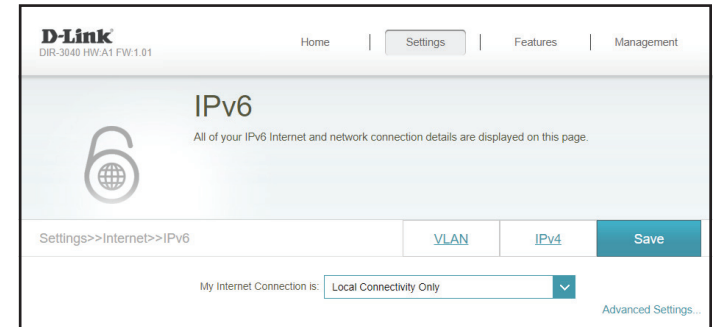 D-Link
DIR-3040 HW:A1 FW:1.01
Home | Settings | Features | Management
IPv6
All of your IPv6 Internet and network connection details are displayed on this page.
Settings>>Internet>>IPv6
VLAN
IPv4
Save
My Internet Connection is: Local Connectivity Only
Advanced Settings...